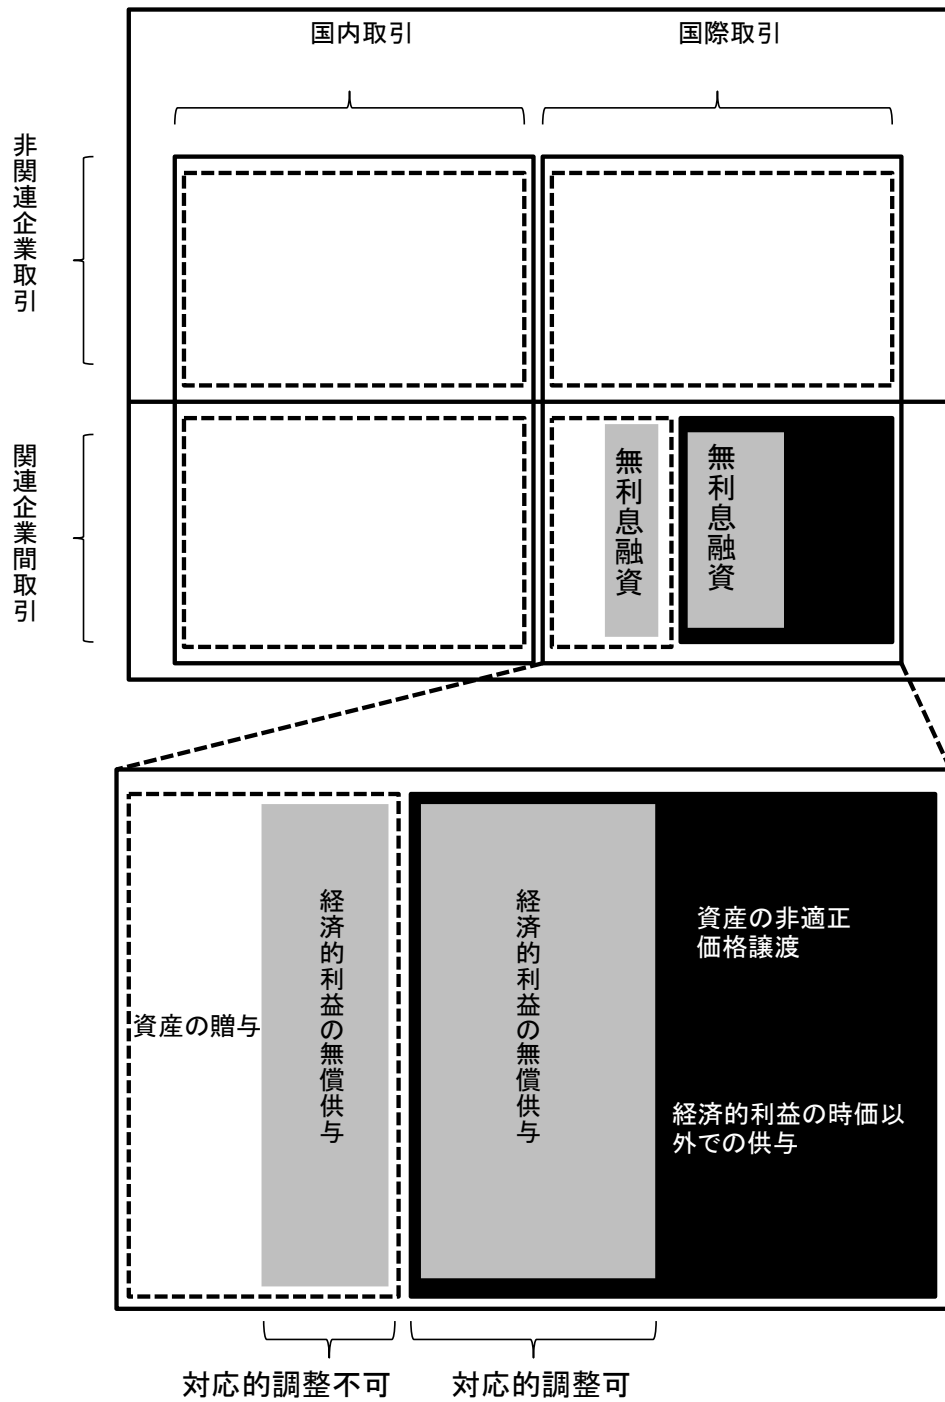 国内取引
国際取引
非関連企業取引
関連企業間取引
無利息融資
無利息融資
資産の贈与
経済的利益の無償供与
経済的利益の無償供与
資産の非適正
価格譲渡
経済的利益の時価以
外での供与
対応的調整不可
対応的調整可